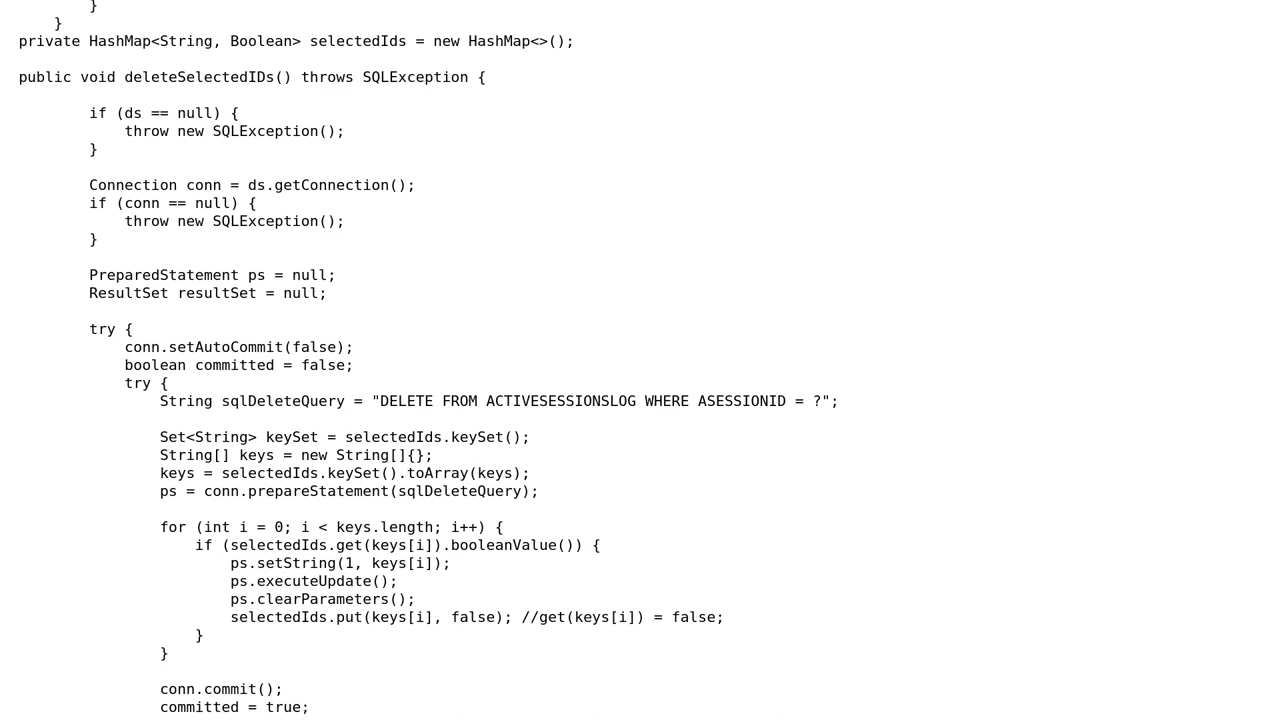 }
}
private HashMap<String, Boolean> selectedIds = new HashMap<>();
public void deleteSelectedIDs() throws SQLException {
if (ds == null) {
throw new SQLException();
}
Connection conn = ds.getConnection();
if (conn == null) {
throw new SQLException();
}
PreparedStatement ps = null;
ResultSet resultSet = null;
try {
conn.setAutoCommit(false);
boolean committed = false;
try {
String sqlDeleteQuery = "DELETE FROM ACTIVESESSIONSLOG WHERE ASESSIONID = ?";
Set<String> keySet = selectedIds.keySet();
String[] keys = new String[]{};
keys = selectedIds.keySet().toArray(keys);
ps = conn.prepareStatement(sqlDeleteQuery);
for (int i = 0; i < keys.length; i++) {
if (selectedIds.get(keys[i]).booleanValue()) {
ps.setString(1, keys[i]);
ps.executeUpdate();
ps.clearParameters();
selectedIds.put(keys[i], false); //get(keys[i]) = false;
}
}
conn.commit();
committed = true;